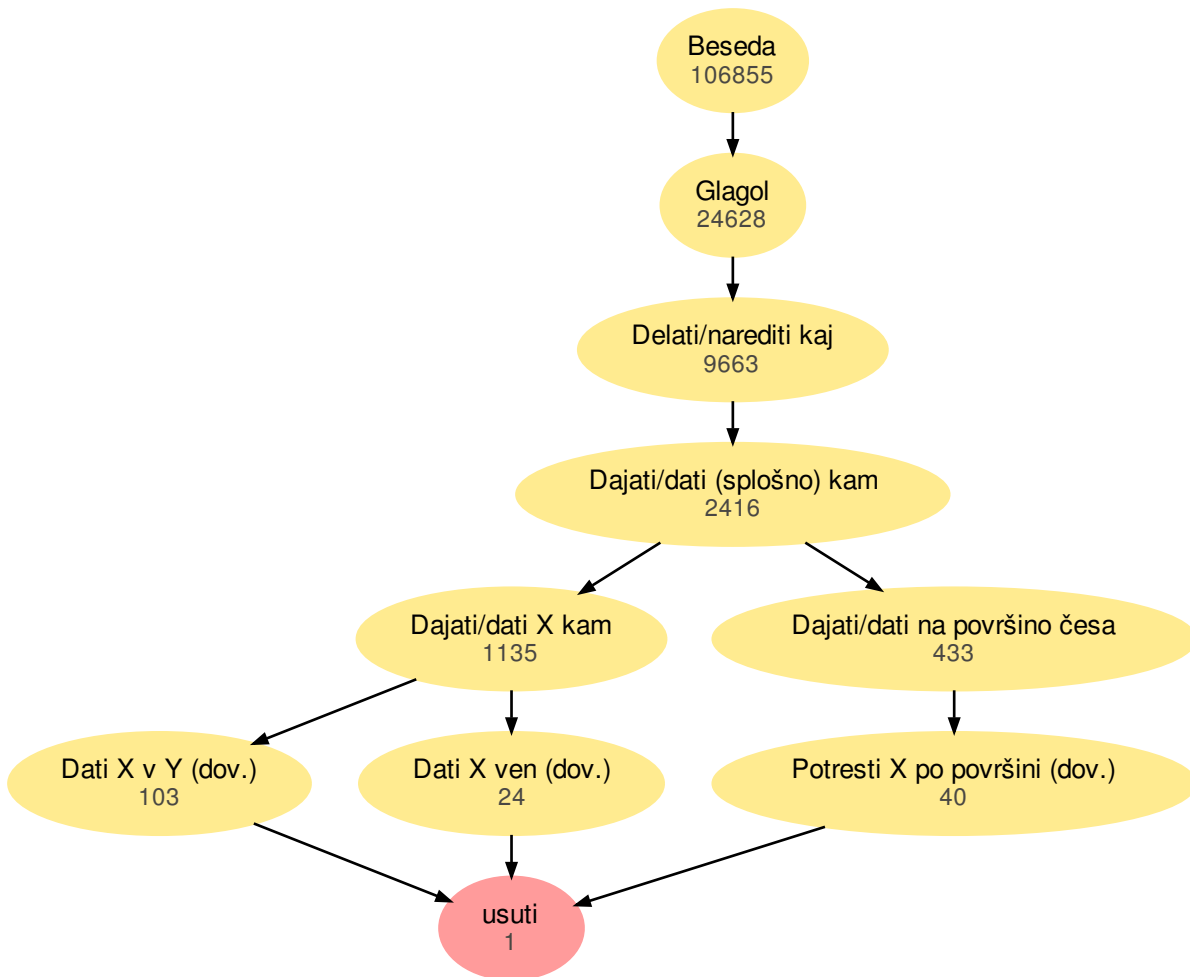 Beseda
106855
Glagol
24628
Delati/narediti kaj
9663
Dajati/dati (splošno) kam
2416
Dajati/dati X kam
1135
Dajati/dati na površino česa
433
Dati X v Y (dov.)
103
Dati X ven (dov.)
24
Potresti X po površini (dov.)
40
usuti
1